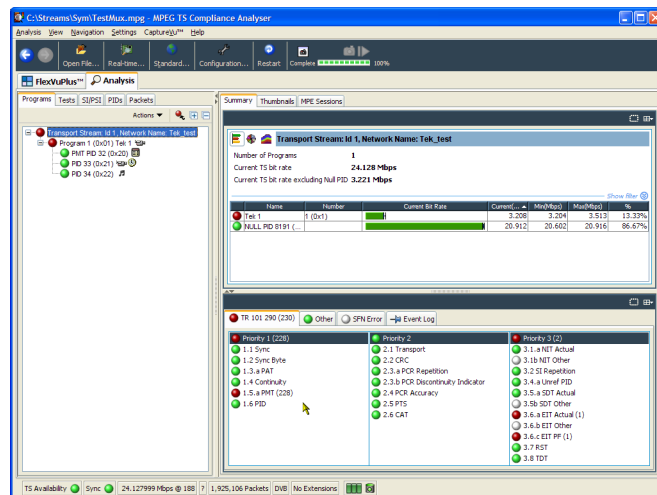 C:\Streams\Sym\TestMux.mpg - MPEG TS Compliance Analyser
Analysis View Navigation Settings CaptureVu™ Help
Open File... Real-time... Standard... Configuration... Restart Complete 100%
FlexVuPlus™ Analysis
Programs Tests SI/PSI PIDs Packets
Actions
Transport Stream: Id 1, Network Name: Tek_test
Program 1 (0x01) Tek 1
PMT PID 32 (0x20)
PID 33 (0x21)
PID 34 (0x22)
Summary Thumbnails MPE Sessions
Transport Stream: Id 1, Network Name: Tek_test
Number of Programs 1
Current TS bit rate 24.128 Mbps
Current TS bit rate excluding Null PID 3.221 Mbps
Show filter
Name Number Current Bit Rate Current(... Min(Mbps) Max(Mbps) %
Tek 1 1 (0x1) 3.208 3.204 3.513 13.33%
NULL PID 8191 (... 20.912 20.602 20.916 86.67%
TR 101 290 (230) Other SFN Error Event Log
Priority 1 (228) Priority 2 Priority 3 (2)
1.1 Sync 2.1 Transport 3.1.a NIT Actual
1.2 Sync Byte 2.2 CRC 3.1b NIT Other
1.3.a PAT 2.3.a PCR Repetition 3.2 SI Repetition
1.4 Continuity 2.3.b PCR Discontinuity Indicator 3.4.a Unref PID
1.5.a PMT (228) 2.4 PCR Accuracy 3.5.a SDT Actual
1.6 PID 2.5 PTS 3.5b SDT Other
2.6 CAT 3.6.a EIT Actual (1)
3.6.b EIT Other
3.6.c EIT PF (1)
3.7 RST
3.8 TDT
TS Availability Sync 24.127999 Mbps @ 188 ? 1,925,106 Packets DVB No Extensions